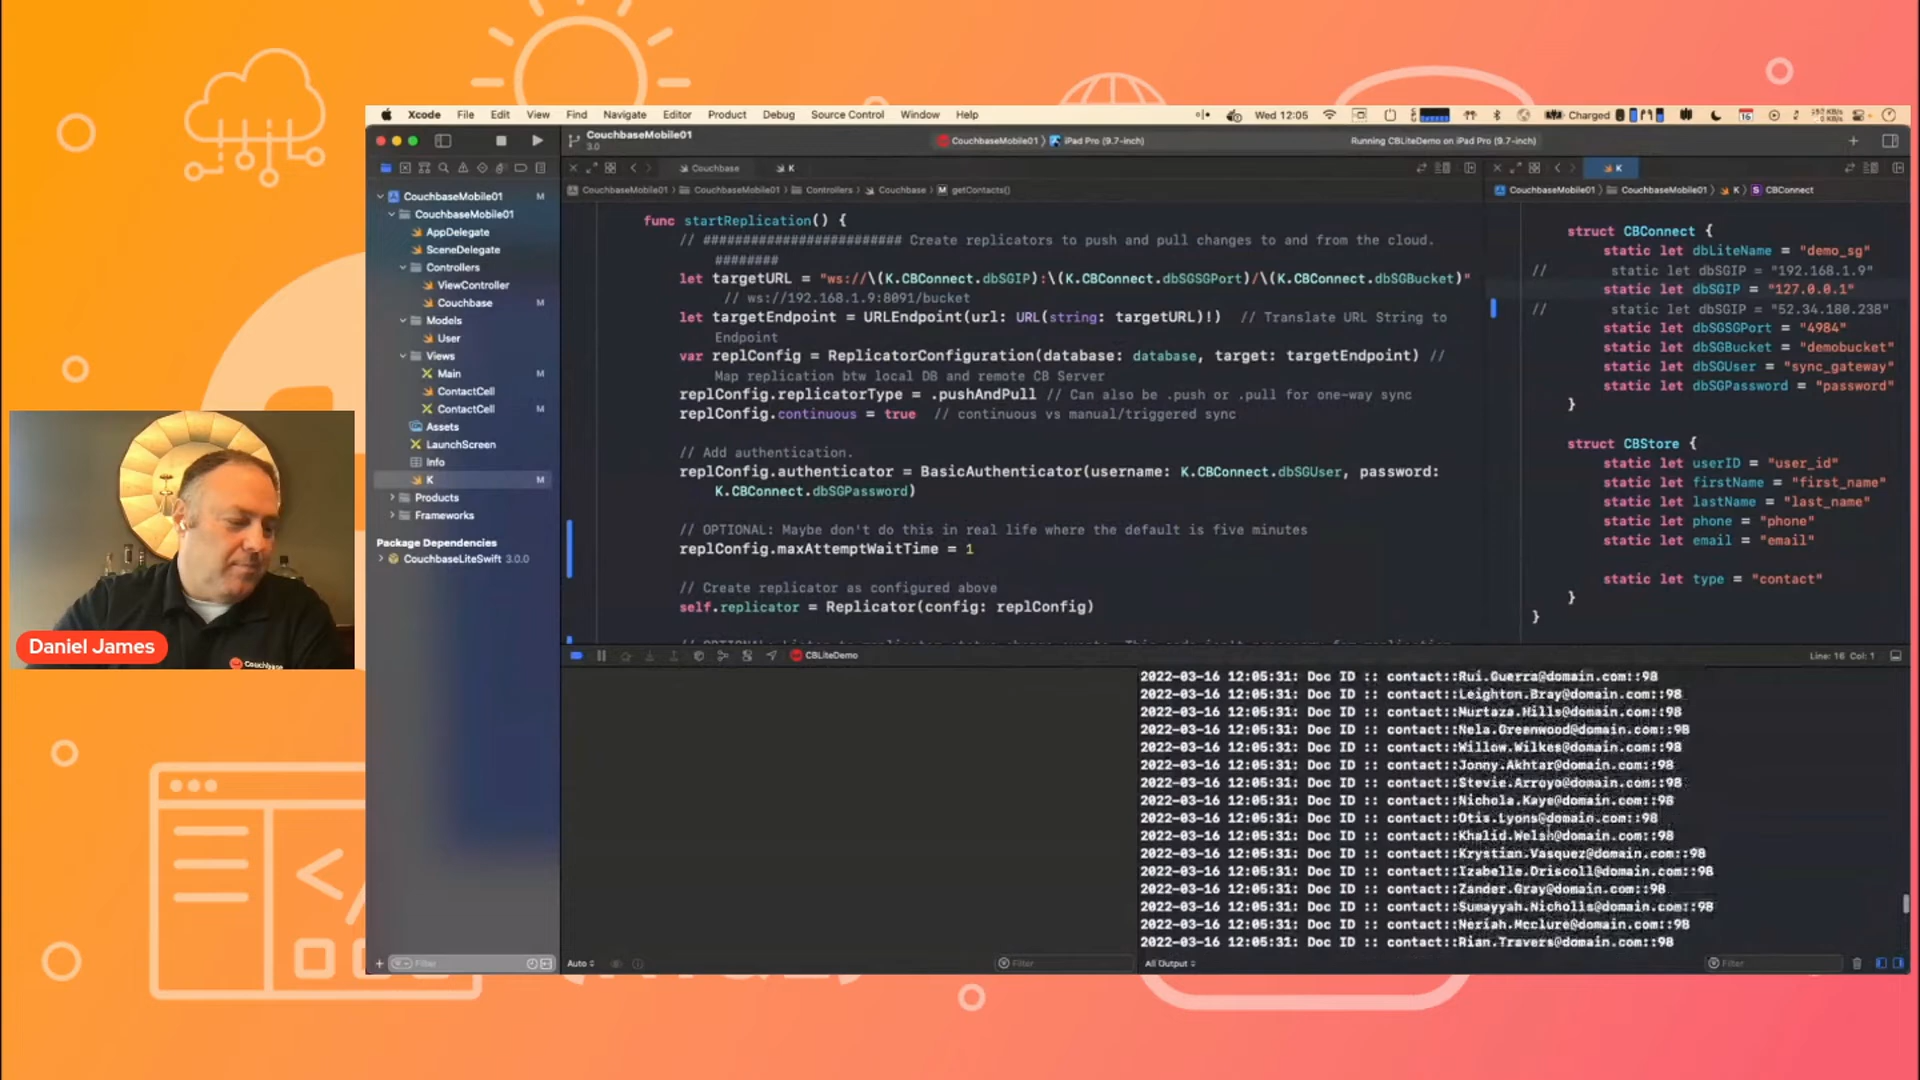 Xcode File Edit View Find Navigate Editor Product Debug Source Control Window Help
Wed 12:05 Charged
CouchbaseMobile01
3.0
CouchbaseMobile01 〉 iPad Pro (9.7-inch)
Running CBLiteDemo on iPad Pro (9.7-inch)
Couchbase K
K
CouchbaseMobile01 M
CouchbaseMobile01
AppDelegate
SceneDelegate
Controllers
ViewController
Couchbase M
Models
User
Views
Main M
ContactCell
ContactCell M
Assets
LaunchScreen
Info
K M
Products
Frameworks
Package Dependencies
CouchbaseLiteSwift 3.0.0
Filter
CouchbaseMobile01 〉 CouchbaseMobile01 〉 Controllers 〉 Couchbase 〉 M getContacts()
func startReplication() {
// ######################### Create replicators to push and pull changes to and from the cloud.
########
let targetURL = "ws://\(K.CBConnect.dbSGIP):\(K.CBConnect.dbSGSGPort)/\(K.CBConnect.dbSGBucket)"
// ws://192.168.1.9:8091/bucket
let targetEndpoint = URLEndpoint(url: URL(string: targetURL)!) // Translate URL String to
Endpoint
var replConfig = ReplicatorConfiguration(database: database, target: targetEndpoint) //
Map replication btw local DB and remote CB Server
replConfig.replicatorType = .pushAndPull // Can also be .push or .pull for one-way sync
replConfig.continuous = true // continuous vs manual/triggered sync
// Add authentication.
replConfig.authenticator = BasicAuthenticator(username: K.CBConnect.dbSGUser, password:
K.CBConnect.dbSGPassword)
// OPTIONAL: Maybe don't do this in real life where the default is five minutes
replConfig.maxAttemptWaitTime = 1
// Create replicator as configured above
self.replicator = Replicator(config: replConfig)
CouchbaseMobile01 〉 CouchbaseMobile01 〉 K 〉 S CBConnect
struct CBConnect {
static let dbLiteName = "demo_sg"
// static let dbSGIP = "192.168.1.9"
static let dbSGIP = "127.0.0.1"
// static let dbSGIP = "52.34.180.238"
static let dbSGSGPort = "4984"
static let dbSGBucket = "demobucket"
static let dbSGUser = "sync_gateway"
static let dbSGPassword = "password"
}
struct CBStore {
static let userID = "user_id"
static let firstName = "first_name"
static let lastName = "last_name"
static let phone = "phone"
static let email = "email"
static let type = "contact"
}
}
CBLiteDemo
Line: 16 Col: 1
2022-03-16 12:05:31: Doc ID :: contact::Rui.Guerra@domain.com::98
2022-03-16 12:05:31: Doc ID :: contact::Leighton.Bray@domain.com::98
2022-03-16 12:05:31: Doc ID :: contact::Murtaza.Hills@domain.com::98
2022-03-16 12:05:31: Doc ID :: contact::Nela.Greenwood@domain.com::98
2022-03-16 12:05:31: Doc ID :: contact::Willow.Wilkes@domain.com::98
2022-03-16 12:05:31: Doc ID :: contact::Jonny.Akhtar@domain.com::98
2022-03-16 12:05:31: Doc ID :: contact::Stevie.Arroyo@domain.com::98
2022-03-16 12:05:31: Doc ID :: contact::Nichola.Kaye@domain.com::98
2022-03-16 12:05:31: Doc ID :: contact::Otis.Lyons@domain.com::98
2022-03-16 12:05:31: Doc ID :: contact::Khalid.Welsh@domain.com::98
2022-03-16 12:05:31: Doc ID :: contact::Krystian.Vasquez@domain.com::98
2022-03-16 12:05:31: Doc ID :: contact::Izabelle.Driscoll@domain.com::98
2022-03-16 12:05:31: Doc ID :: contact::Zander.Gray@domain.com::98
2022-03-16 12:05:31: Doc ID :: contact::Sumayyah.Nicholls@domain.com::98
2022-03-16 12:05:31: Doc ID :: contact::Neriah.Mcclure@domain.com::98
2022-03-16 12:05:31: Doc ID :: contact::Rian.Travers@domain.com::98
Auto
Filter
All Output
Filter
Daniel James
Couchbase